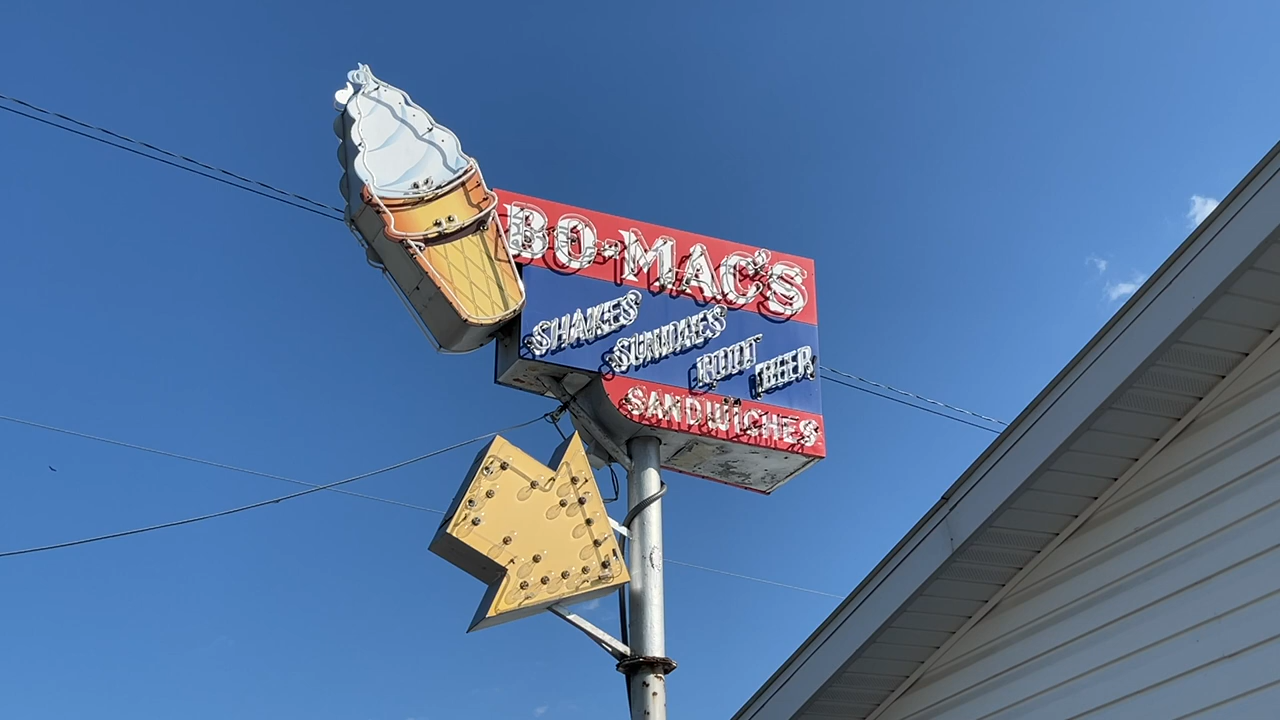 BO-MAC'S
SHAKES
SUNDAES
ROOT BEER
SANDWICHES